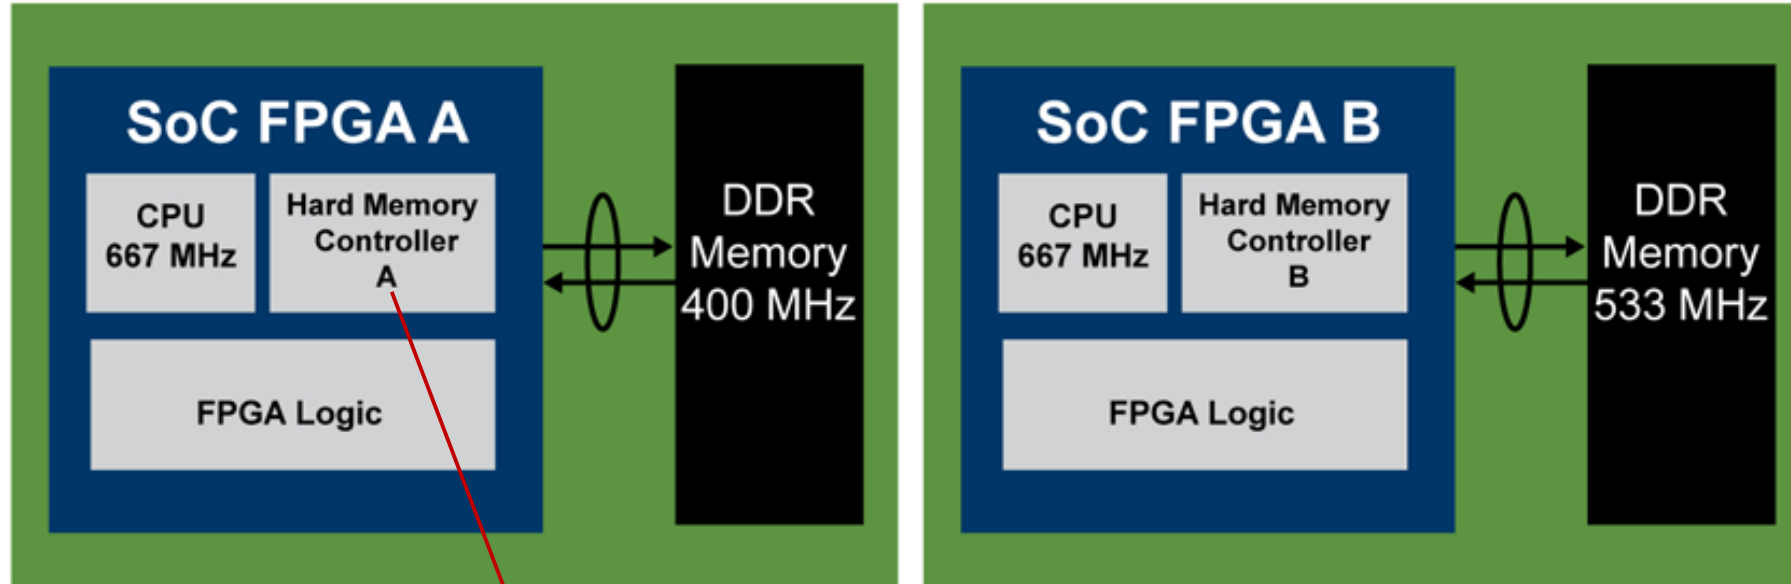 SoC FPGA A
CPU
667 MHz
Hard Memory
Controller
A
FPGA Logic
DDR
Memory
400 MHz
SoC FPGA B
CPU
667 MHz
Hard Memory
Controller
B
FPGA Logic
DDR
Memory
533 MHz